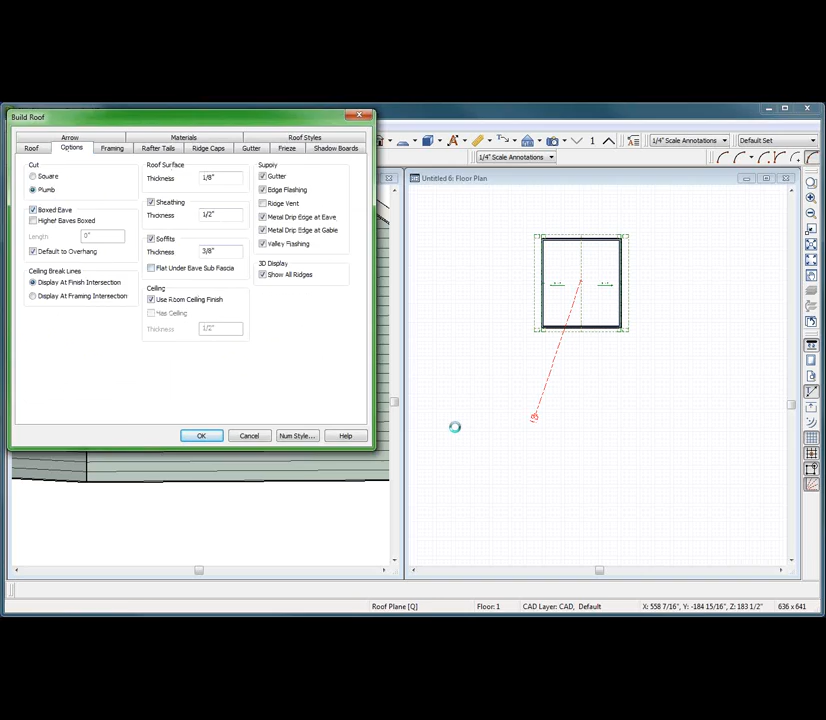 Build Roof
Arrow
Materials
Roof Styles
Roof
Options
Framing
Rafter Tails
Ridge Caps
Gutter
Frieze
Shadow Boards
Cut
Square
Plumb
Boxed Eave
Higher Eaves Boxed
Length:
0"
Default to Overhang
Ceiling Break Lines
Display At Finish Intersection
Display At Framing Intersection
Roof Surface
Thickness
1/8"
Sheathing
Thickness
1/2"
Soffits
Thickness
3/8"
Flat Under Eave Sub Fascia
Ceiling
Use Room Ceiling Finish
Has Ceiling
Thickness
1/2"
Supply
Gutter
Edge Flashing
Ridge Vent
Metal Drip Edge at Eave
Metal Drip Edge at Gable
Valley Flashing
3D Display
Show All Ridges
OK
Cancel
Num Style...
Help
1
1/4" Scale Annotations
Default Set
1/4" Scale Annotations
Untitled 6: Floor Plan
Roof Plane [Q]
Floor: 1
CAD Layer: CAD, Default
X: 558 7/16", Y: -184 15/16", Z: 183 1/2"
636 x 641